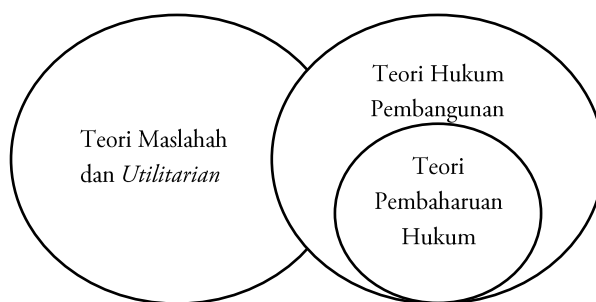 Teori Maslahah
dan Utilitarian
Teori Hukum
Pembangunan
Teori
Pembaharuan
Hukum